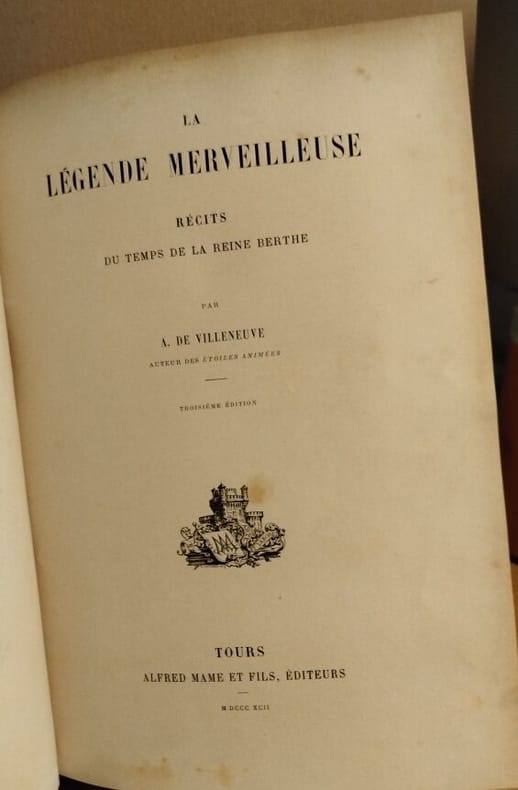 LA
LÉGENDE MERVEILLEUSE
RÉCITS
DU TEMPS DE LA REINE BERTHE
PAR
A. DE VILLENEUVE
AUTEUR DES ÉTOILES ANIMÉES
TROISIÈME ÉDITION
TOURS
ALFRED MAME ET FILS, ÉDITEURS
M DCCC XCII